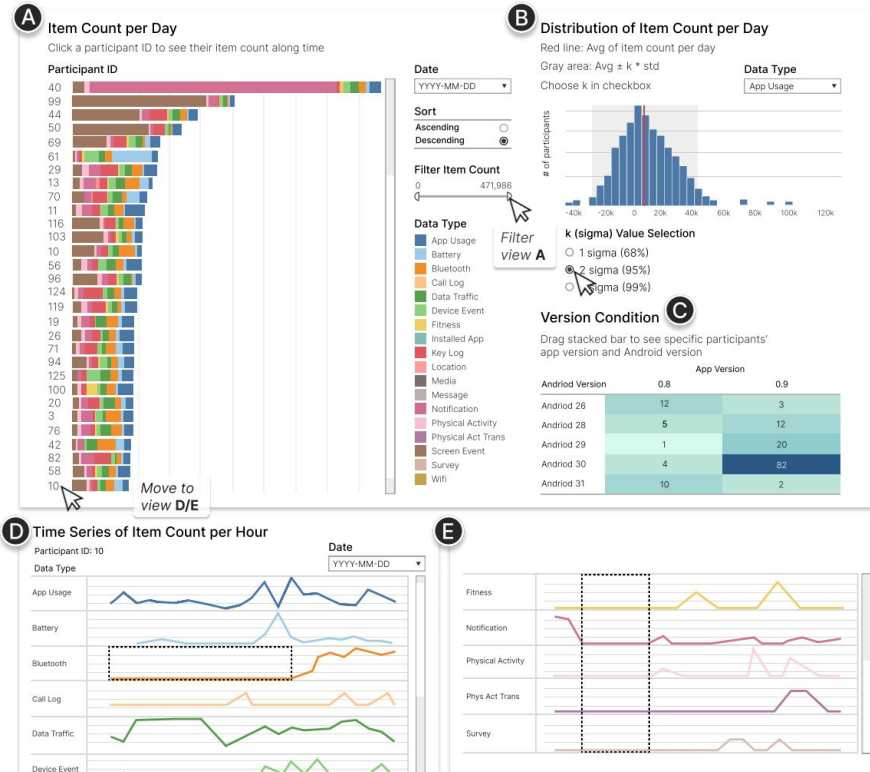 A
Item Count per Day
Click a participant ID to see their item count along time
Participant ID
40
99
44
50
69
61
29
13
70
11
116
103
10
56
96
124
119
19
26
71
94
125
100
20
3
76
42
82
58
10
Move to
view D/E
Date
YYYY-MM-DD
Sort
Ascending
Descending
Filter Item Count
0 471,986
Filter
view A
Data Type
App Usage
Battery
Bluetooth
Call Log
Data Traffic
Device Event
Fitness
Installed App
Key Log
Location
Media
Message
Notification
Physical Activity
Physical Act Trans
Screen Event
Survey
Wifi
B
Distribution of Item Count per Day
Red line: Avg of item count per day
Gray area: Avg ± k * std
Choose k in checkbox
Data Type
App Usage
# of participants
-40k -20k 0 20k 40k 60k 80k 100k 120k
k (sigma) Value Selection
1 sigma (68%)
2 sigma (95%)
sigma (99%)
Version Condition
C
Drag stacked bar to see specific participants'
app version and Android version
App Version
Andriod Version 0.8 0.9
Andriod 26 12 3
Andriod 28 5 12
Andriod 29 1 20
Andriod 30 4 82
Andriod 31 10 2
D
Time Series of Item Count per Hour
Participant ID: 10
Date
YYYY-MM-DD
Data Type
App Usage
Battery
Bluetooth
Call Log
Data Traffic
Device Event
E
Fitness
Notification
Physical Activity
Phys Act Trans
Survey